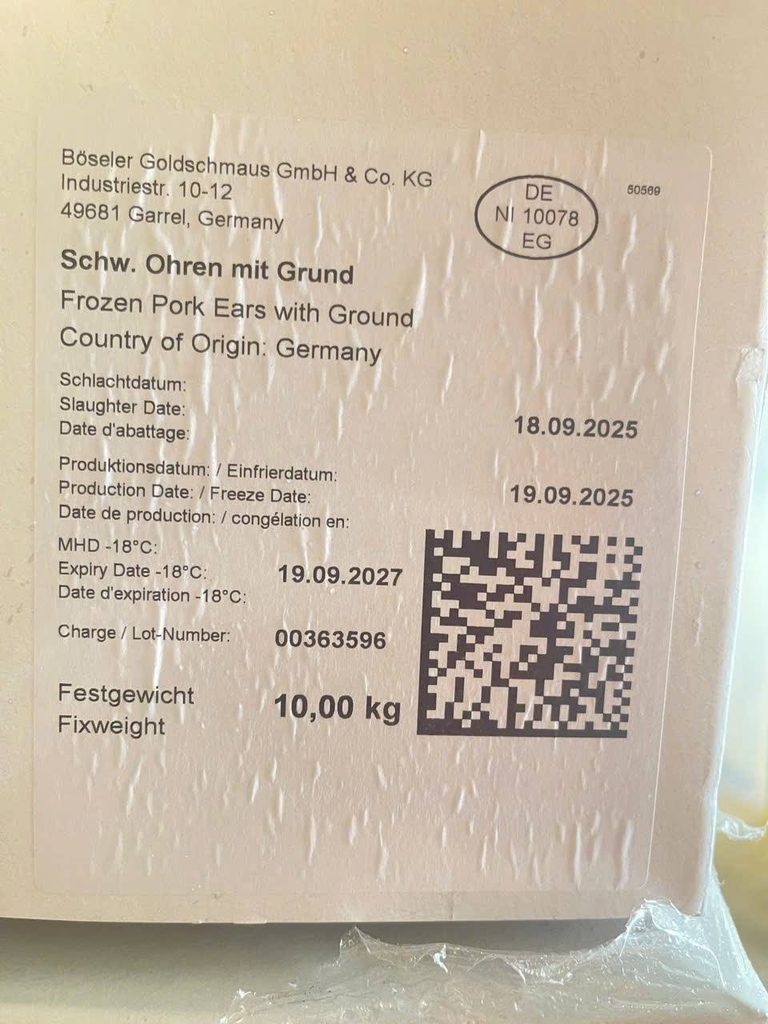 Böseler Goldschmaus GmbH & Co. KG
Industriestr. 10-12
49681 Garrel, Germany
DE
NI 10078
EG
50569
Schw. Ohren mit Grund
Frozen Pork Ears with Ground
Country of Origin: Germany
Schlachtdatum:
Slaughter Date:
Date d'abattage:
18.09.2025
Produktionsdatum: / Einfrierdatum:
Production Date: / Freeze Date:
Date de production: / congélation en:
19.09.2025
MHD -18°C:
Expiry Date -18°C:
Date d'expiration -18°C:
19.09.2027
Charge / Lot-Number:
00363596
Festgewicht
Fixweight
10,00 kg